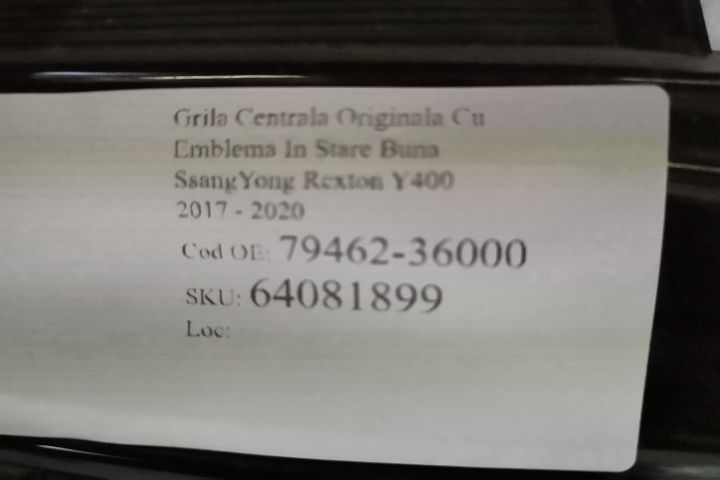 Grila Centrala Originala Cu
Emblema In Stare Buna
SsangYong Rexton Y400
2017 - 2020
Cod OE: 79462-36000
SKU: 64081899
Loc: